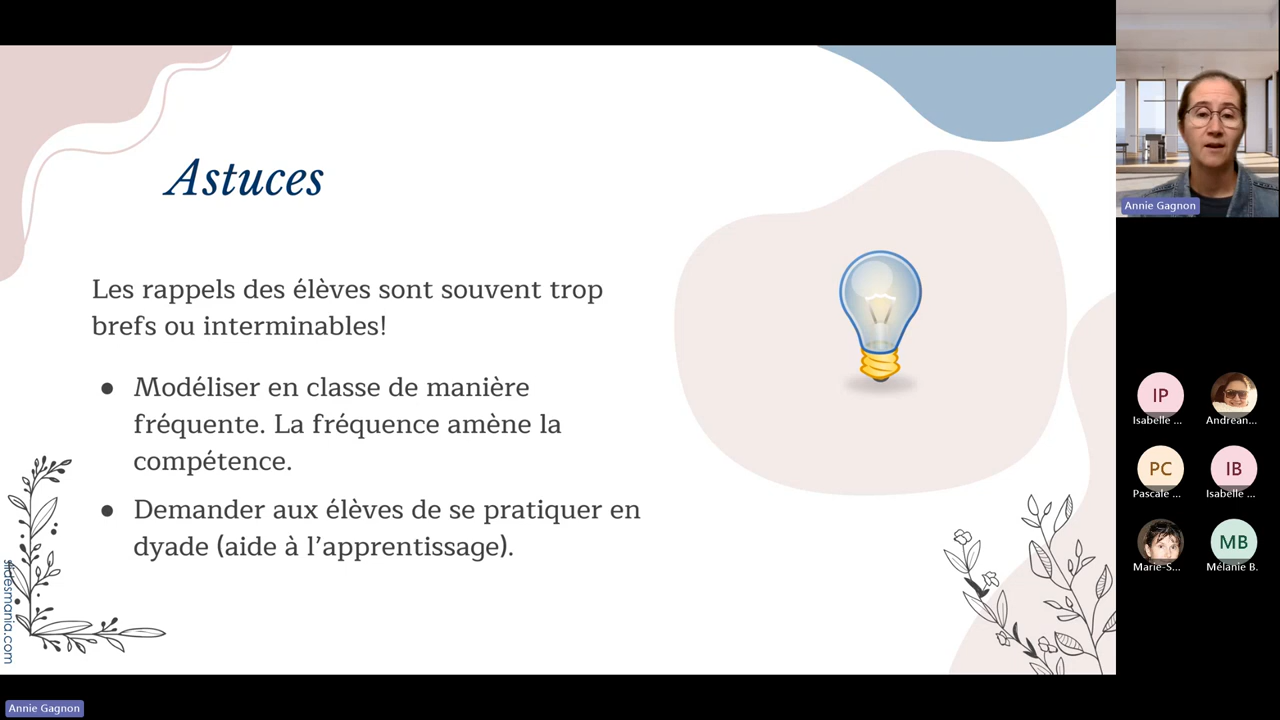 Astuces
Les rappels des élèves sont souvent trop
brefs ou interminables!
● Modéliser en classe de manière
fréquente. La fréquence amène la
compétence.
● Demander aux élèves de se pratiquer en
dyade (aide à l'apprentissage).
slidesmania.com
Annie Gagnon
Annie Gagnon
IP
Isabelle ...
Andrean...
PC
Pascale ...
IB
Isabelle ...
Marie-S...
MB
Mélanie B.